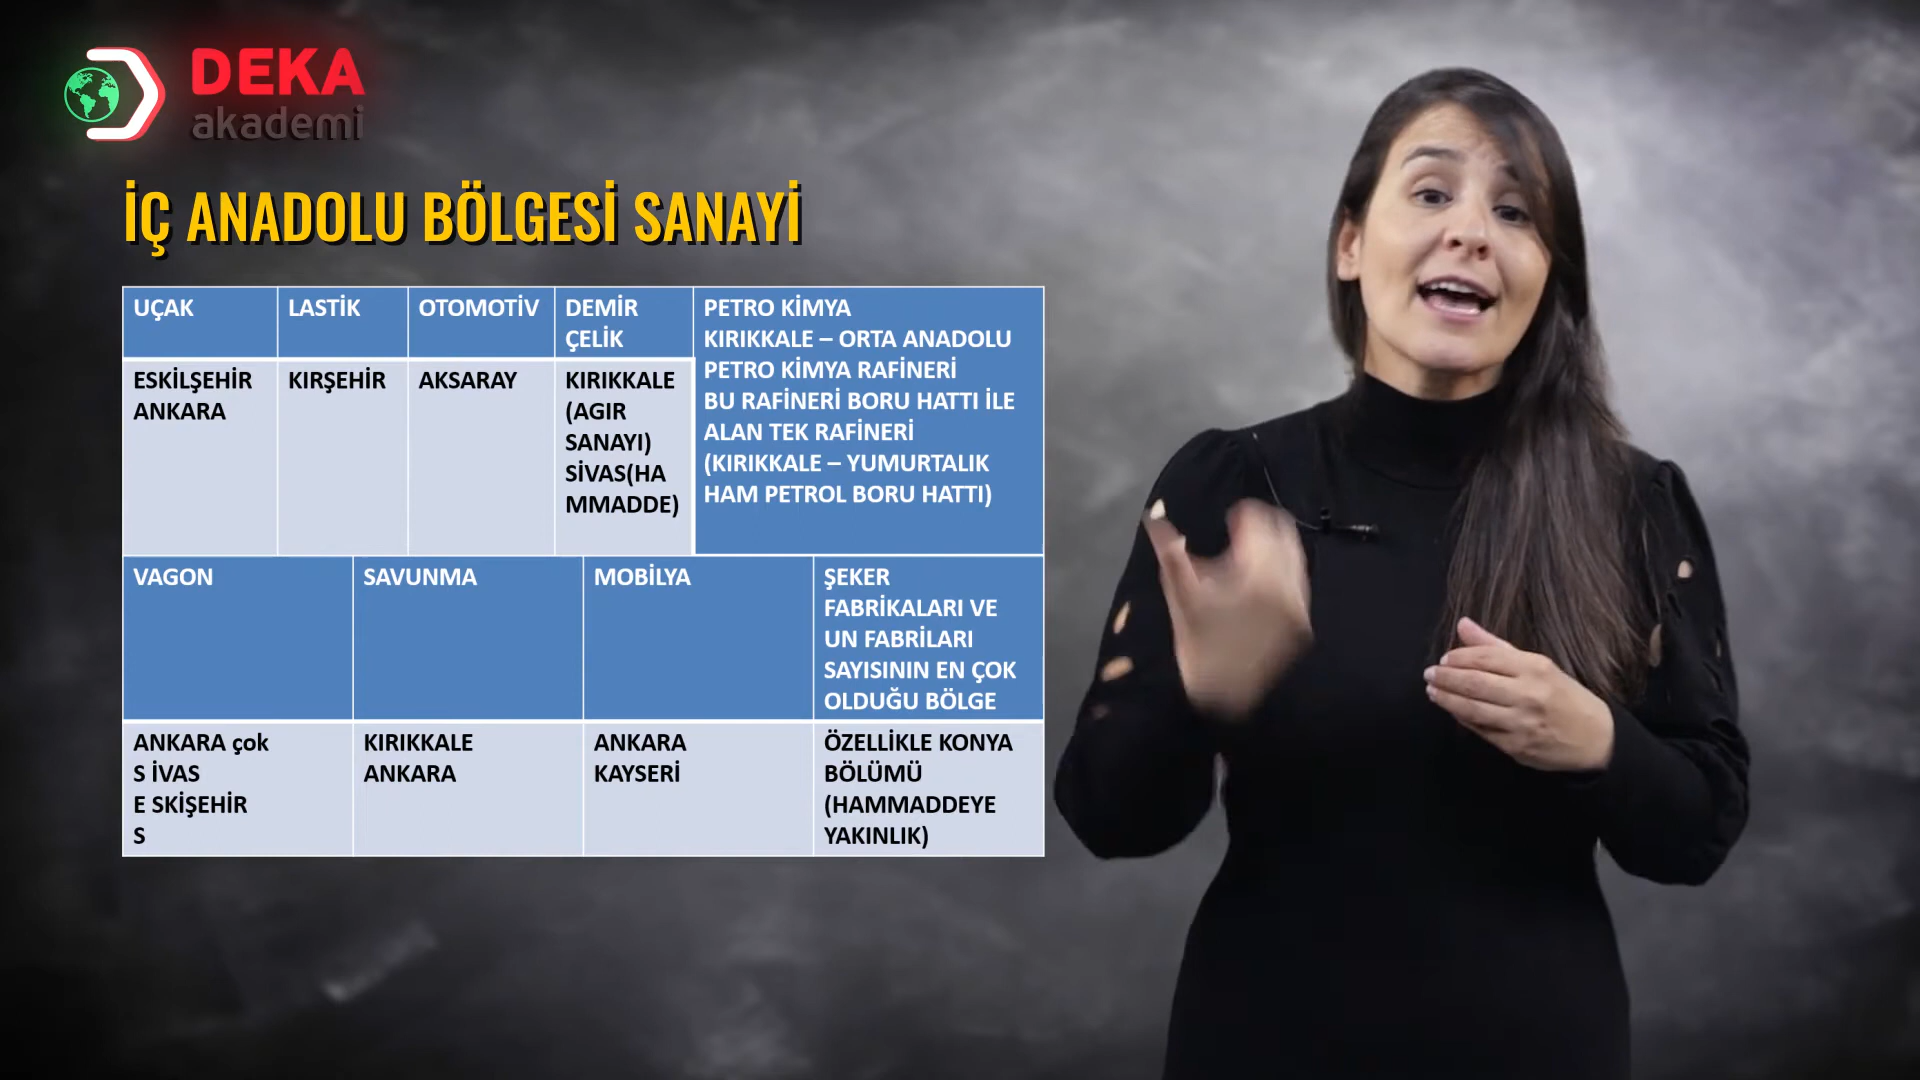 DEKA
akademi
İÇ ANADOLU BÖLGESİ SANAYİ
UÇAK
LASTİK
OTOMOTİV
DEMİR
ÇELİK
PETRO KİMYA
KIRIKKALE – ORTA ANADOLU
PETRO KİMYA RAFİNERİ
BU RAFİNERİ BORU HATTI İLE
ALAN TEK RAFİNERİ
(KIRIKKALE – YUMURTALIK
HAM PETROL BORU HATTI)
ESKİLŞEHİR
ANKARA
KIRŞEHİR
AKSARAY
KIRIKKALE
(AGIR
SANAYI)
SİVAS(HA
MMADDE)
VAGON
SAVUNMA
MOBİLYA
ŞEKER
FABRİKALARI VE
UN FABRİLARI
SAYISININ EN ÇOK
OLDUĞU BÖLGE
ANKARA çok
S İVAS
E SKİŞEHİR
S
KIRIKKALE
ANKARA
ANKARA
KAYSERİ
ÖZELLİKLE KONYA
BÖLÜMÜ
(HAMMADDEYE
YAKINLIK)